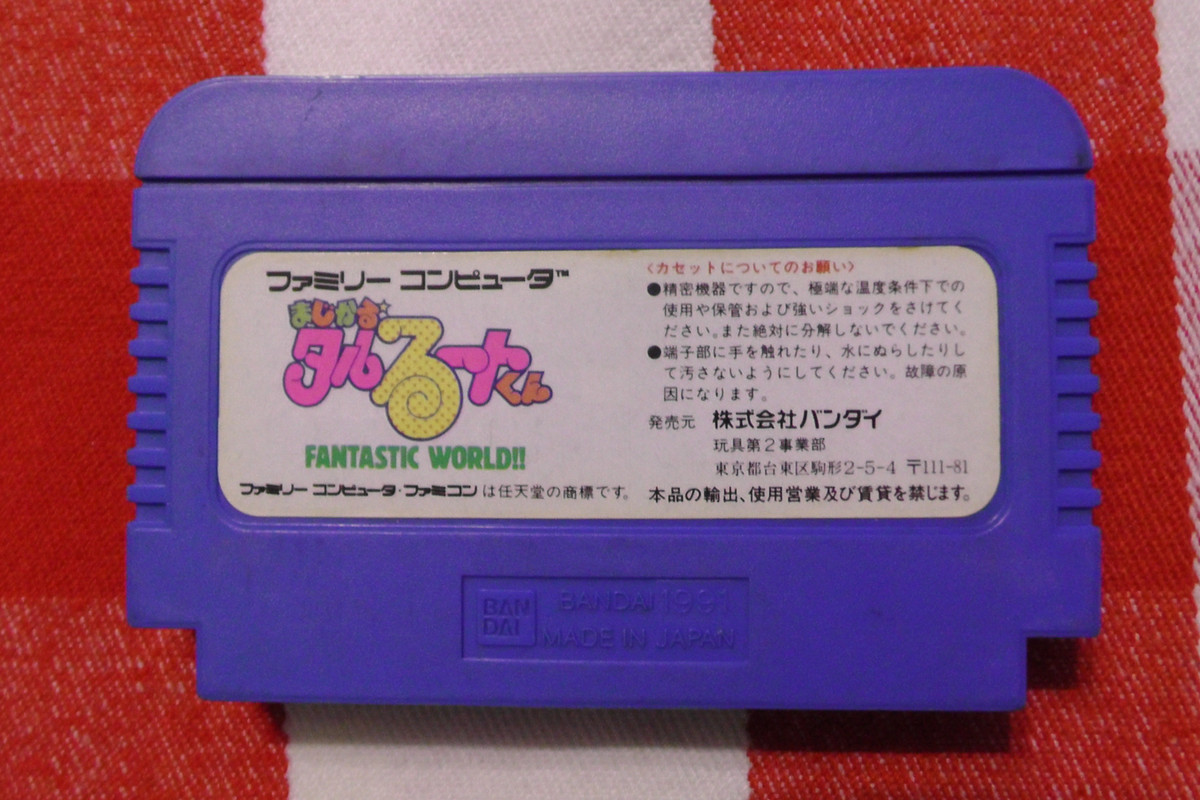 ファミリー コンピュータ™
まじかる☆
タルるートくん
FANTASTIC WORLD!!
ファミリー コンピュータ・ファミコンは任天堂の商標です。
〈カセットについてのお願い〉
●精密機器ですので、極端な温度条件下での
使用や保管および強いショックをさけてく
ださい。また絶対に分解しないでください。
●端子部に手を触れたり、水にぬらしたりし
て汚さないようにしてください。故障の原
因になります。
発売元 株式会社バンダイ
玩具第2事業部
東京都台東区駒形2-5-4 〒111-81
本品の輸出、使用営業及び賃貸を禁じます。
BAN
DAI
BANDAI 1991
MADE IN JAPAN